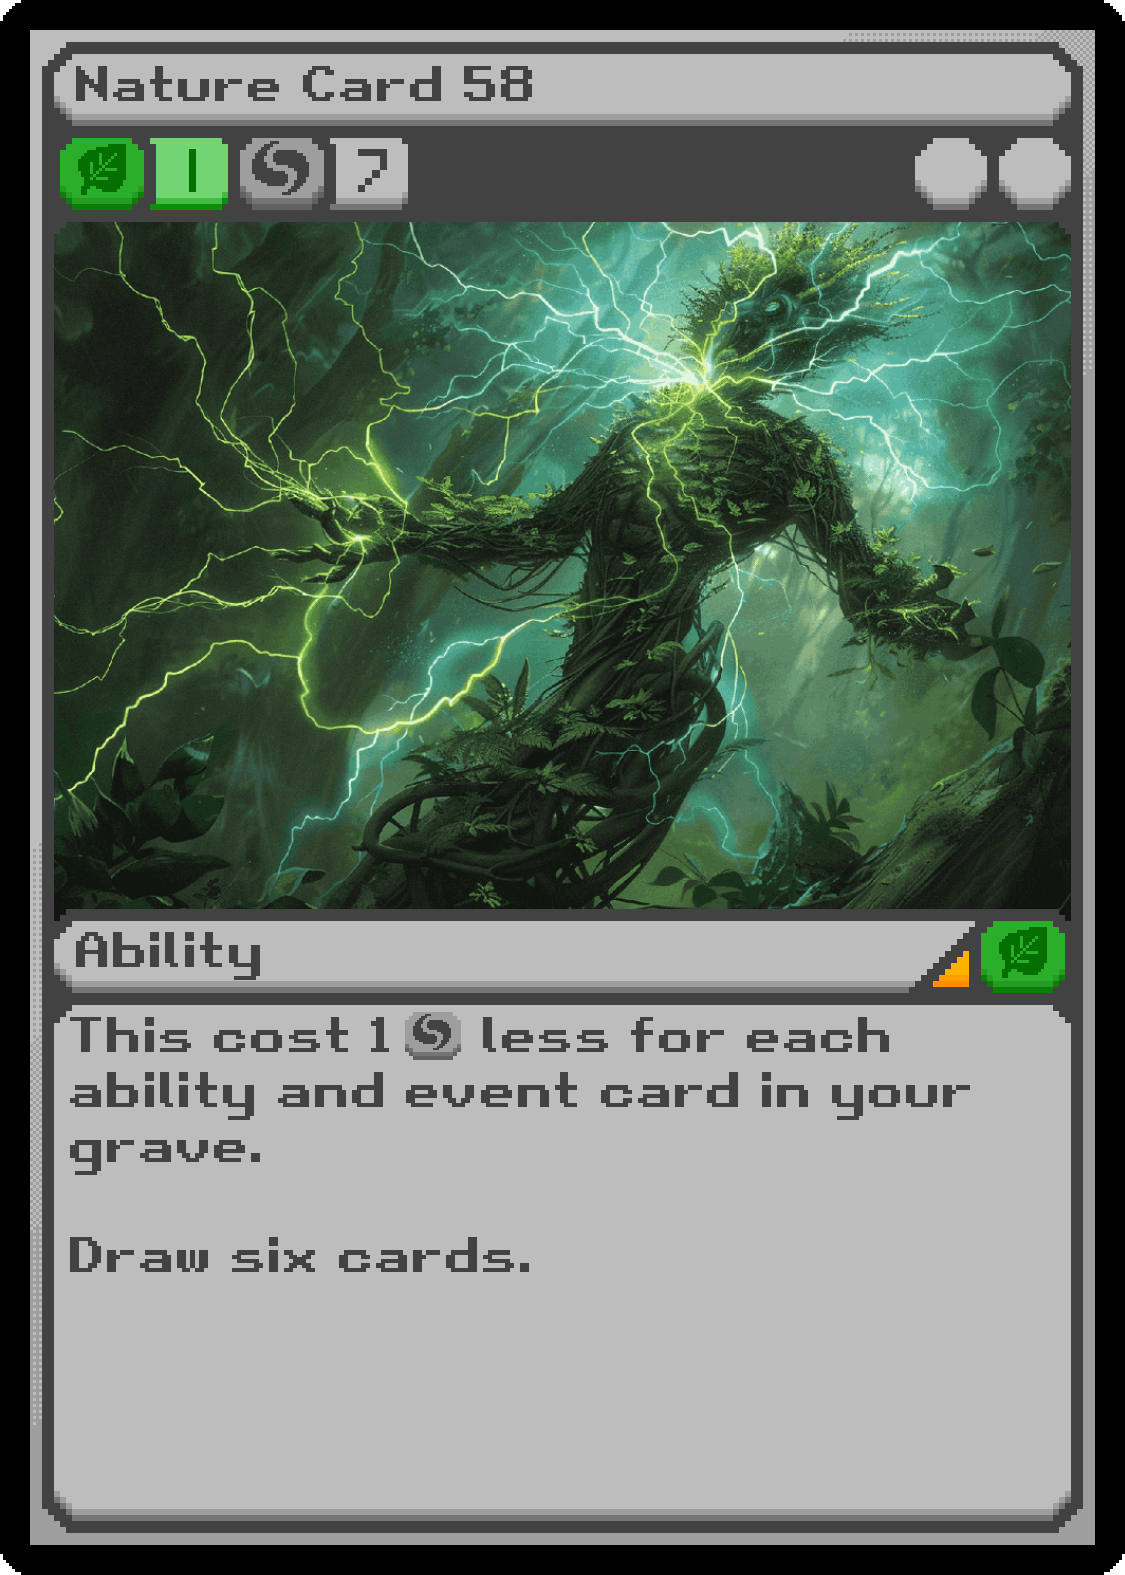 Nature Card 58
1 7
Ability
This cost 1 less for each
ability and event card in your
grave.
Draw six cards.